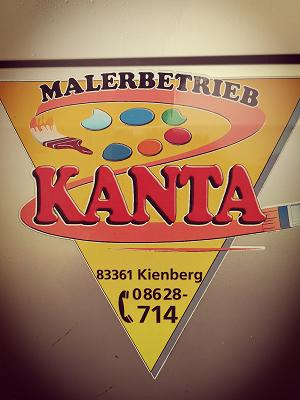 MALERBETRIEB
KANTA
83361 Kienberg
08628-
714